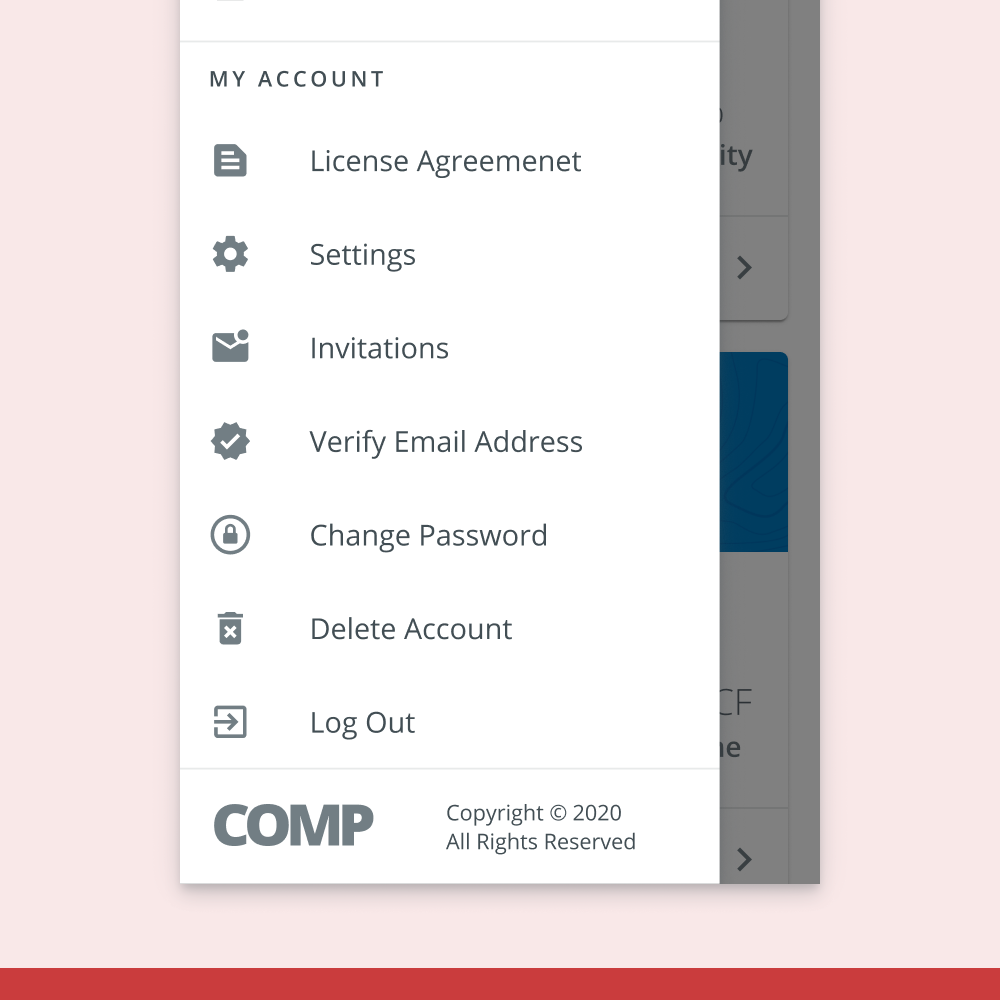 MY ACCOUNT
License Agreemenet
Settings
Invitations
Verify Email Address
Change Password
Delete Account
Log Out
COMP
Copyright © 2020
All Rights Reserved